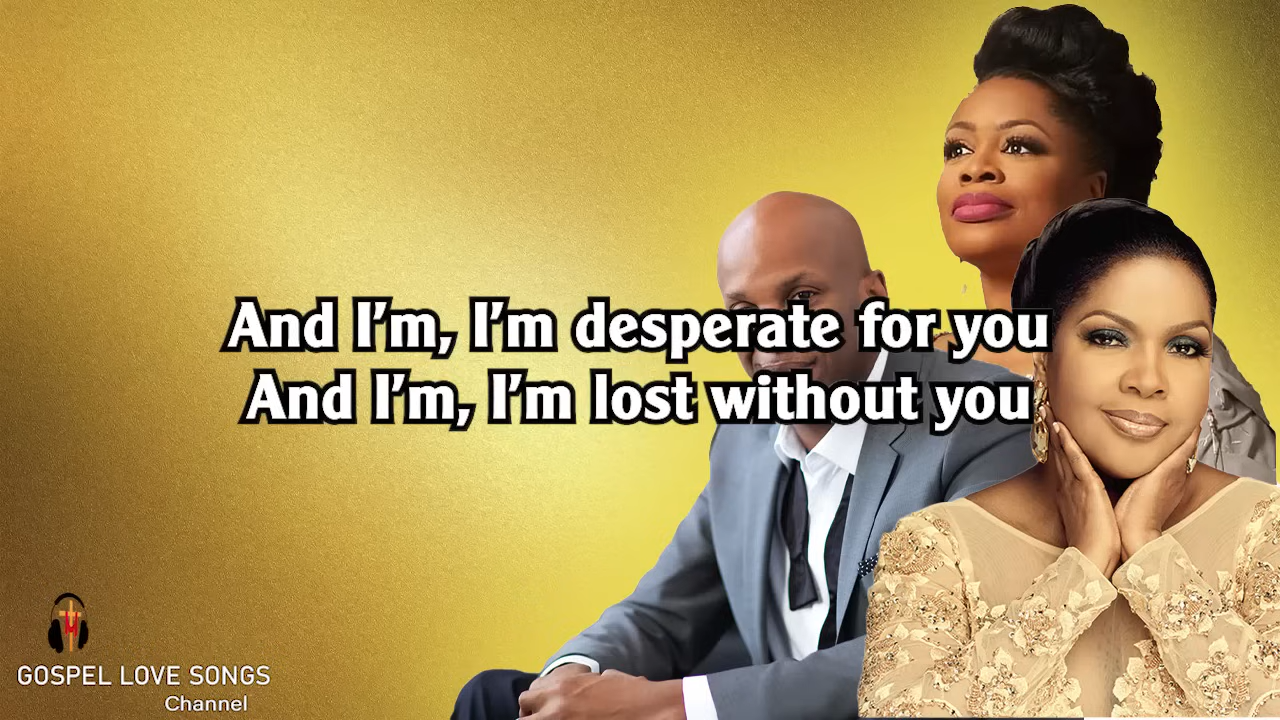 And I'm, I'm desperate for you
And I'm, I'm lost without you
GOSPEL LOVE SONGS
Channel